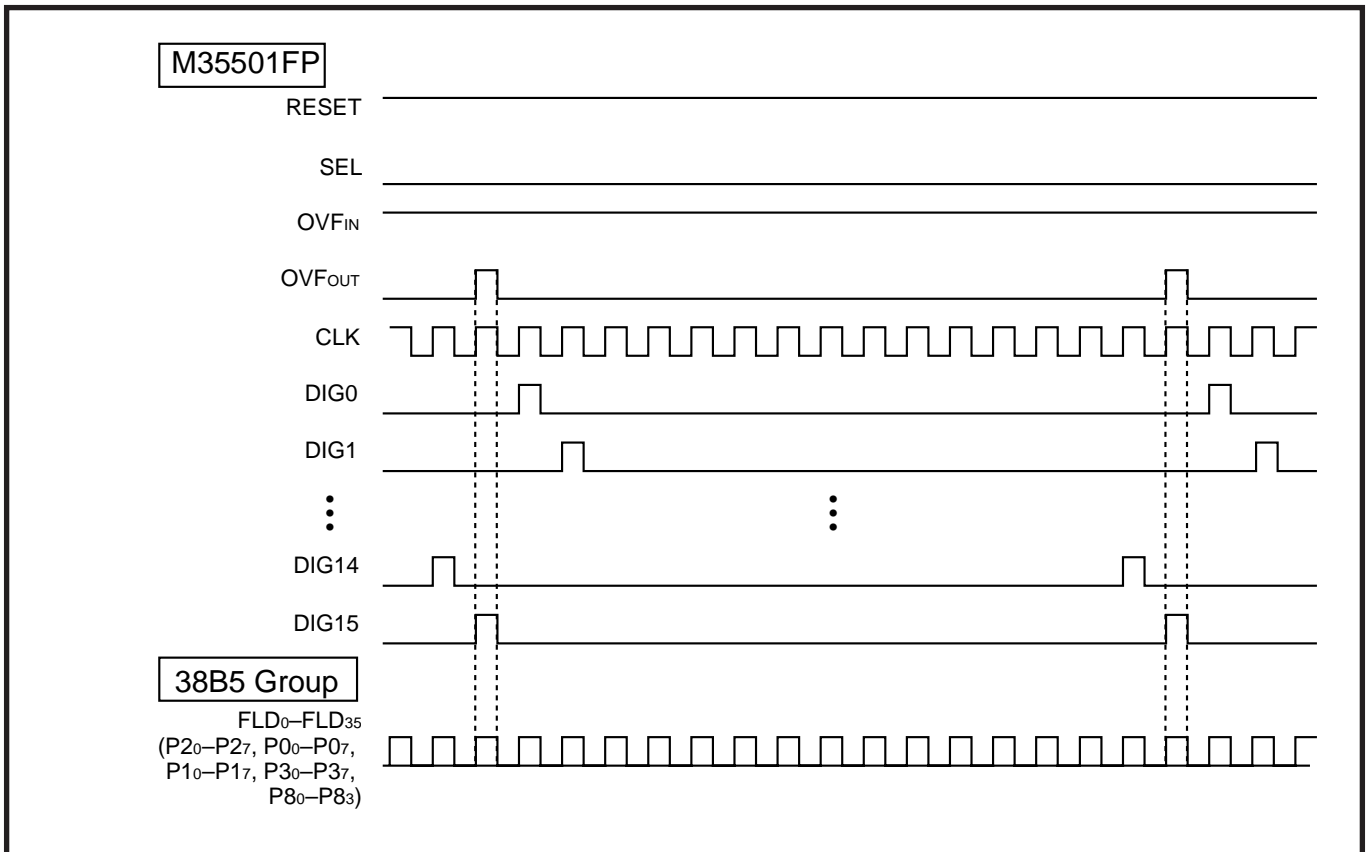 M35501FP
RESET
SEL
OVFIN
OVFOUT
CLK
DIG0
DIG1
DIG14
DIG15
38B5 Group
FLD0–FLD35
(P20–P27, P00–P07,
P10–P17, P30–P37,
P80–P83)